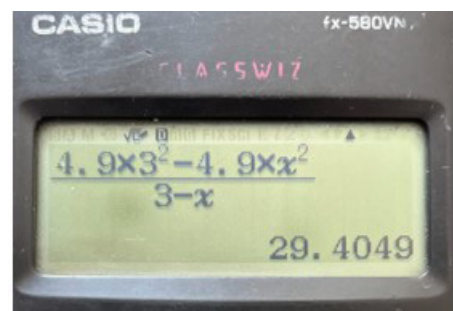 CASIO fx-580VN
CLASSWIZ
√▱ D
4.9×3²−4.9×x²
3−x
29.4049